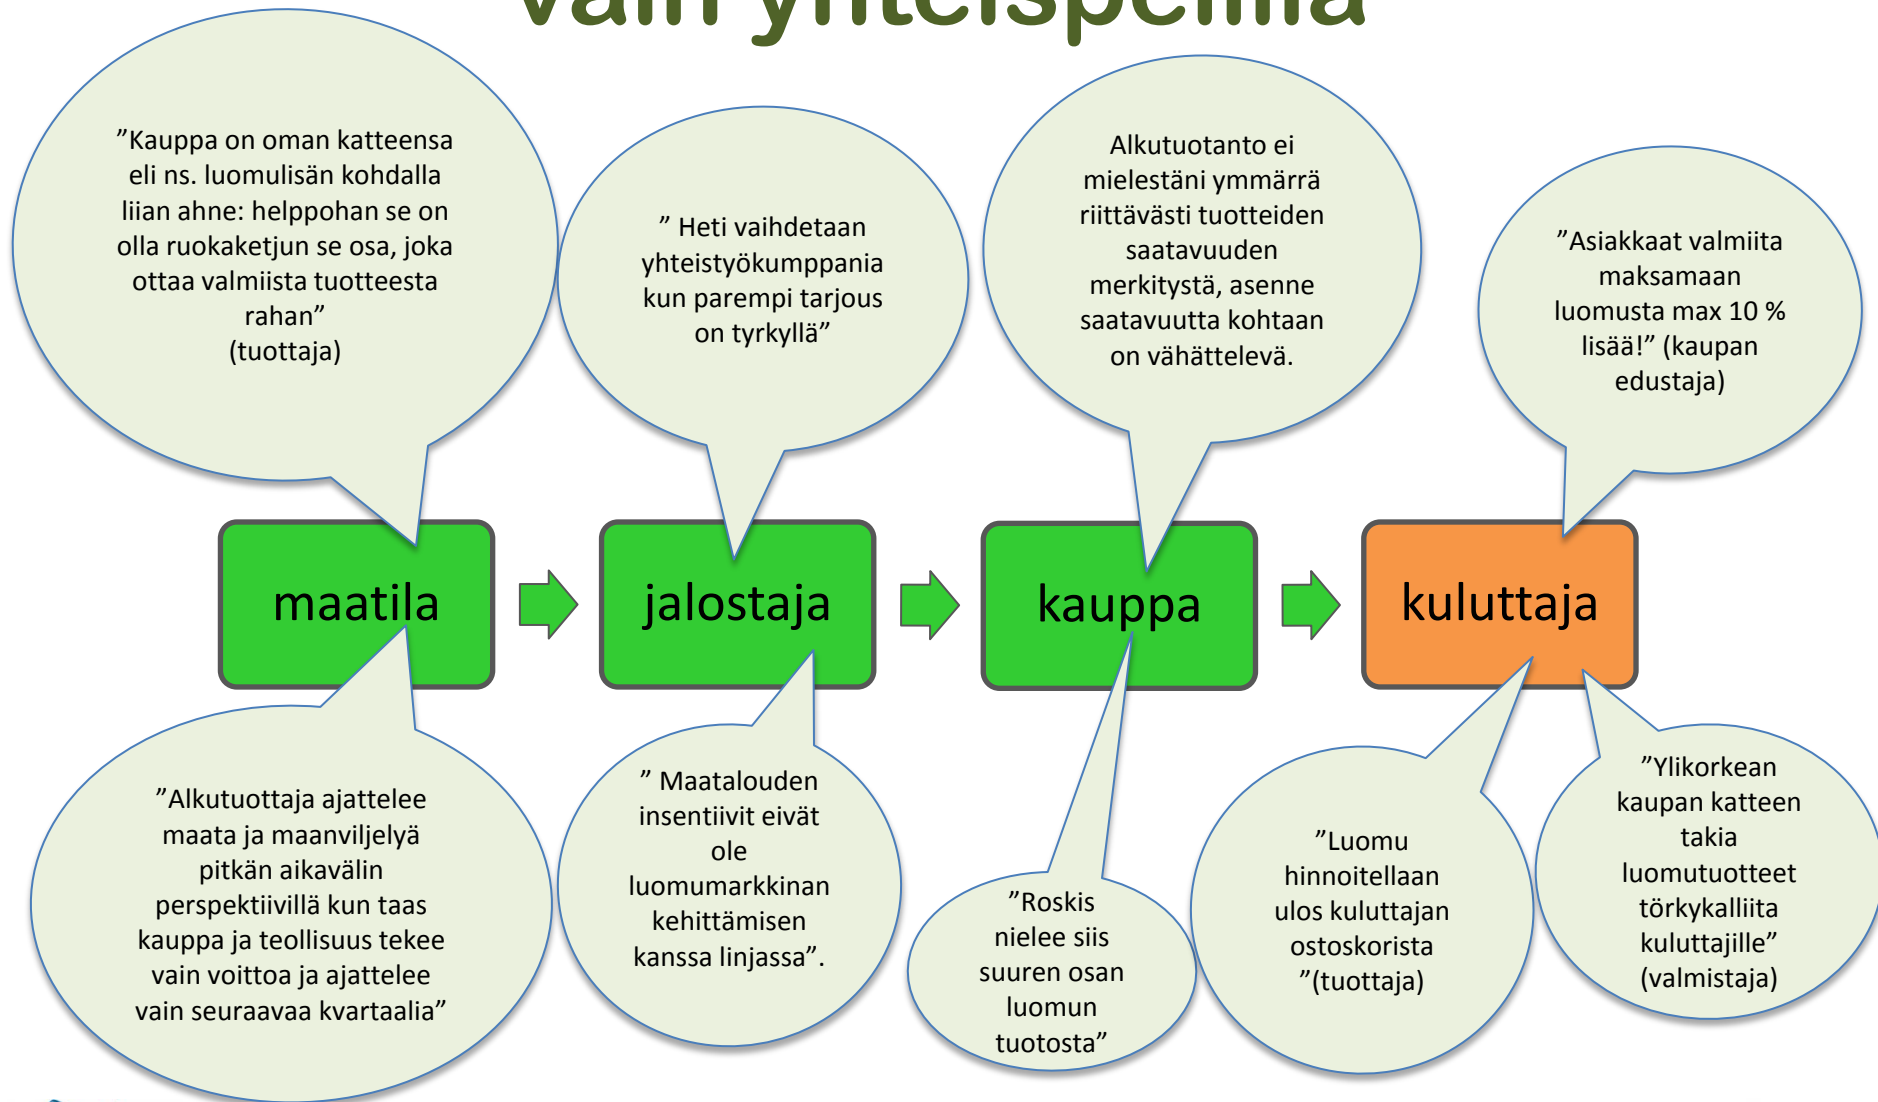 vain yhteispelillä
”Kauppa on oman katteensa
eli ns. luomulisän kohdalla
liian ahne: helppohan se on
olla ruokaketjun se osa, joka
ottaa valmiista tuotteesta
rahan”
(tuottaja)
” Heti vaihdetaan
yhteistyökumppania
kun parempi tarjous
on tyrkyllä”
Alkutuotanto ei
mielestäni ymmärrä
riittävästi tuotteiden
saatavuuden
merkitystä, asenne
saatavuutta kohtaan
on vähättelevä.
”Asiakkaat valmiita
maksamaan
luomusta max 10 %
lisää!” (kaupan
edustaja)
maatila
jalostaja
kauppa
kuluttaja
”Alkutuottaja ajattelee
maata ja maanviljelyä
pitkän aikavälin
perspektiivillä kun taas
kauppa ja teollisuus tekee
vain voittoa ja ajattelee
vain seuraavaa kvartaalia”
” Maatalouden
insentiivit eivät
ole
luomumarkkinan
kehittämisen
kanssa linjassa”.
”Roskis
nielee siis
suuren osan
luomun
tuotosta”
”Luomu
hinnoitellaan
ulos kuluttajan
ostoskorista
”(tuottaja)
”Ylikorkean
kaupan katteen
takia
luomutuotteet
törkykalliita
kuluttajille”
(valmistaja)